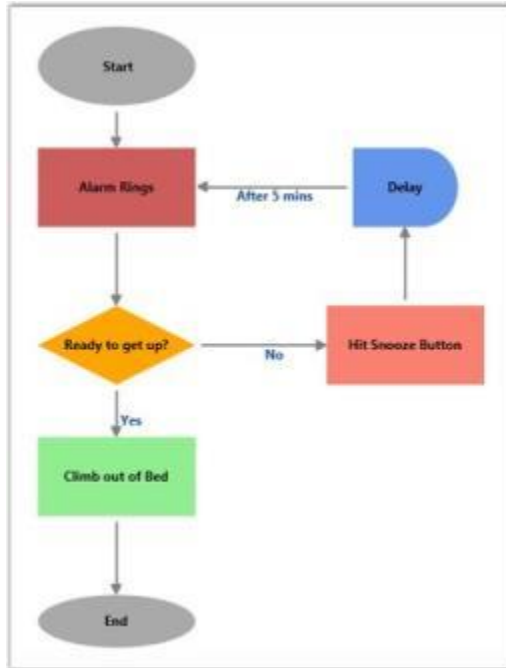 Start
Alarm Rings
After 5 mins
Delay
Ready to get up?
No
Hit Snooze Button
Yes
Climb out of Bed
End